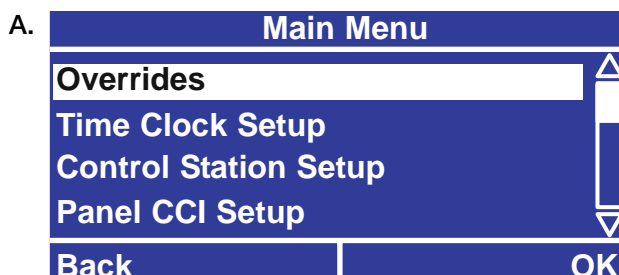 A.
Main Menu
Overrides
Time Clock Setup
Control Station Setup
Panel CCI Setup
Back OK